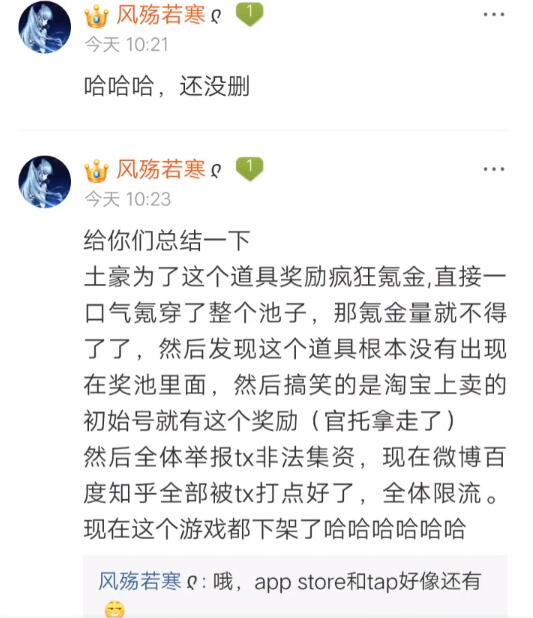 风殇若寒 1
今天 10:21
哈哈哈，还没删
风殇若寒 1
今天 10:23
给你们总结一下
土豪为了这个道具奖励疯狂氪金,直接一
口气氪穿了整个池子，那氪金量就不得
了了，然后发现这个道具根本没有出现
在奖池里面，然后搞笑的是淘宝上卖的
初始号就有这个奖励（官托拿走了）
然后全体举报tx非法集资，现在微博百
度知乎全部被tx打点好了，全体限流。
现在这个游戏都下架了哈哈哈哈哈哈
风殇若寒: 哦，app store和tap好像还有